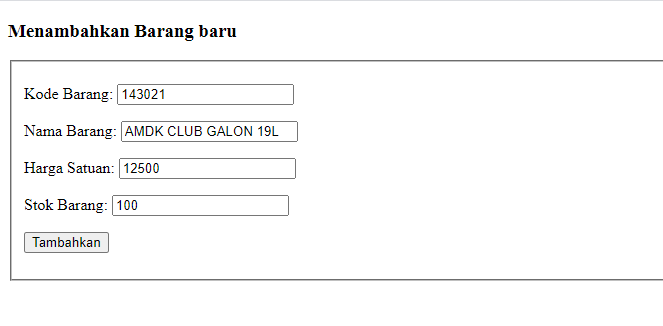 Menambahkan Barang baru
Kode Barang: 143021
Nama Barang: AMDK CLUB GALON 19L
Harga Satuan: 12500
Stok Barang: 100
Tambahkan